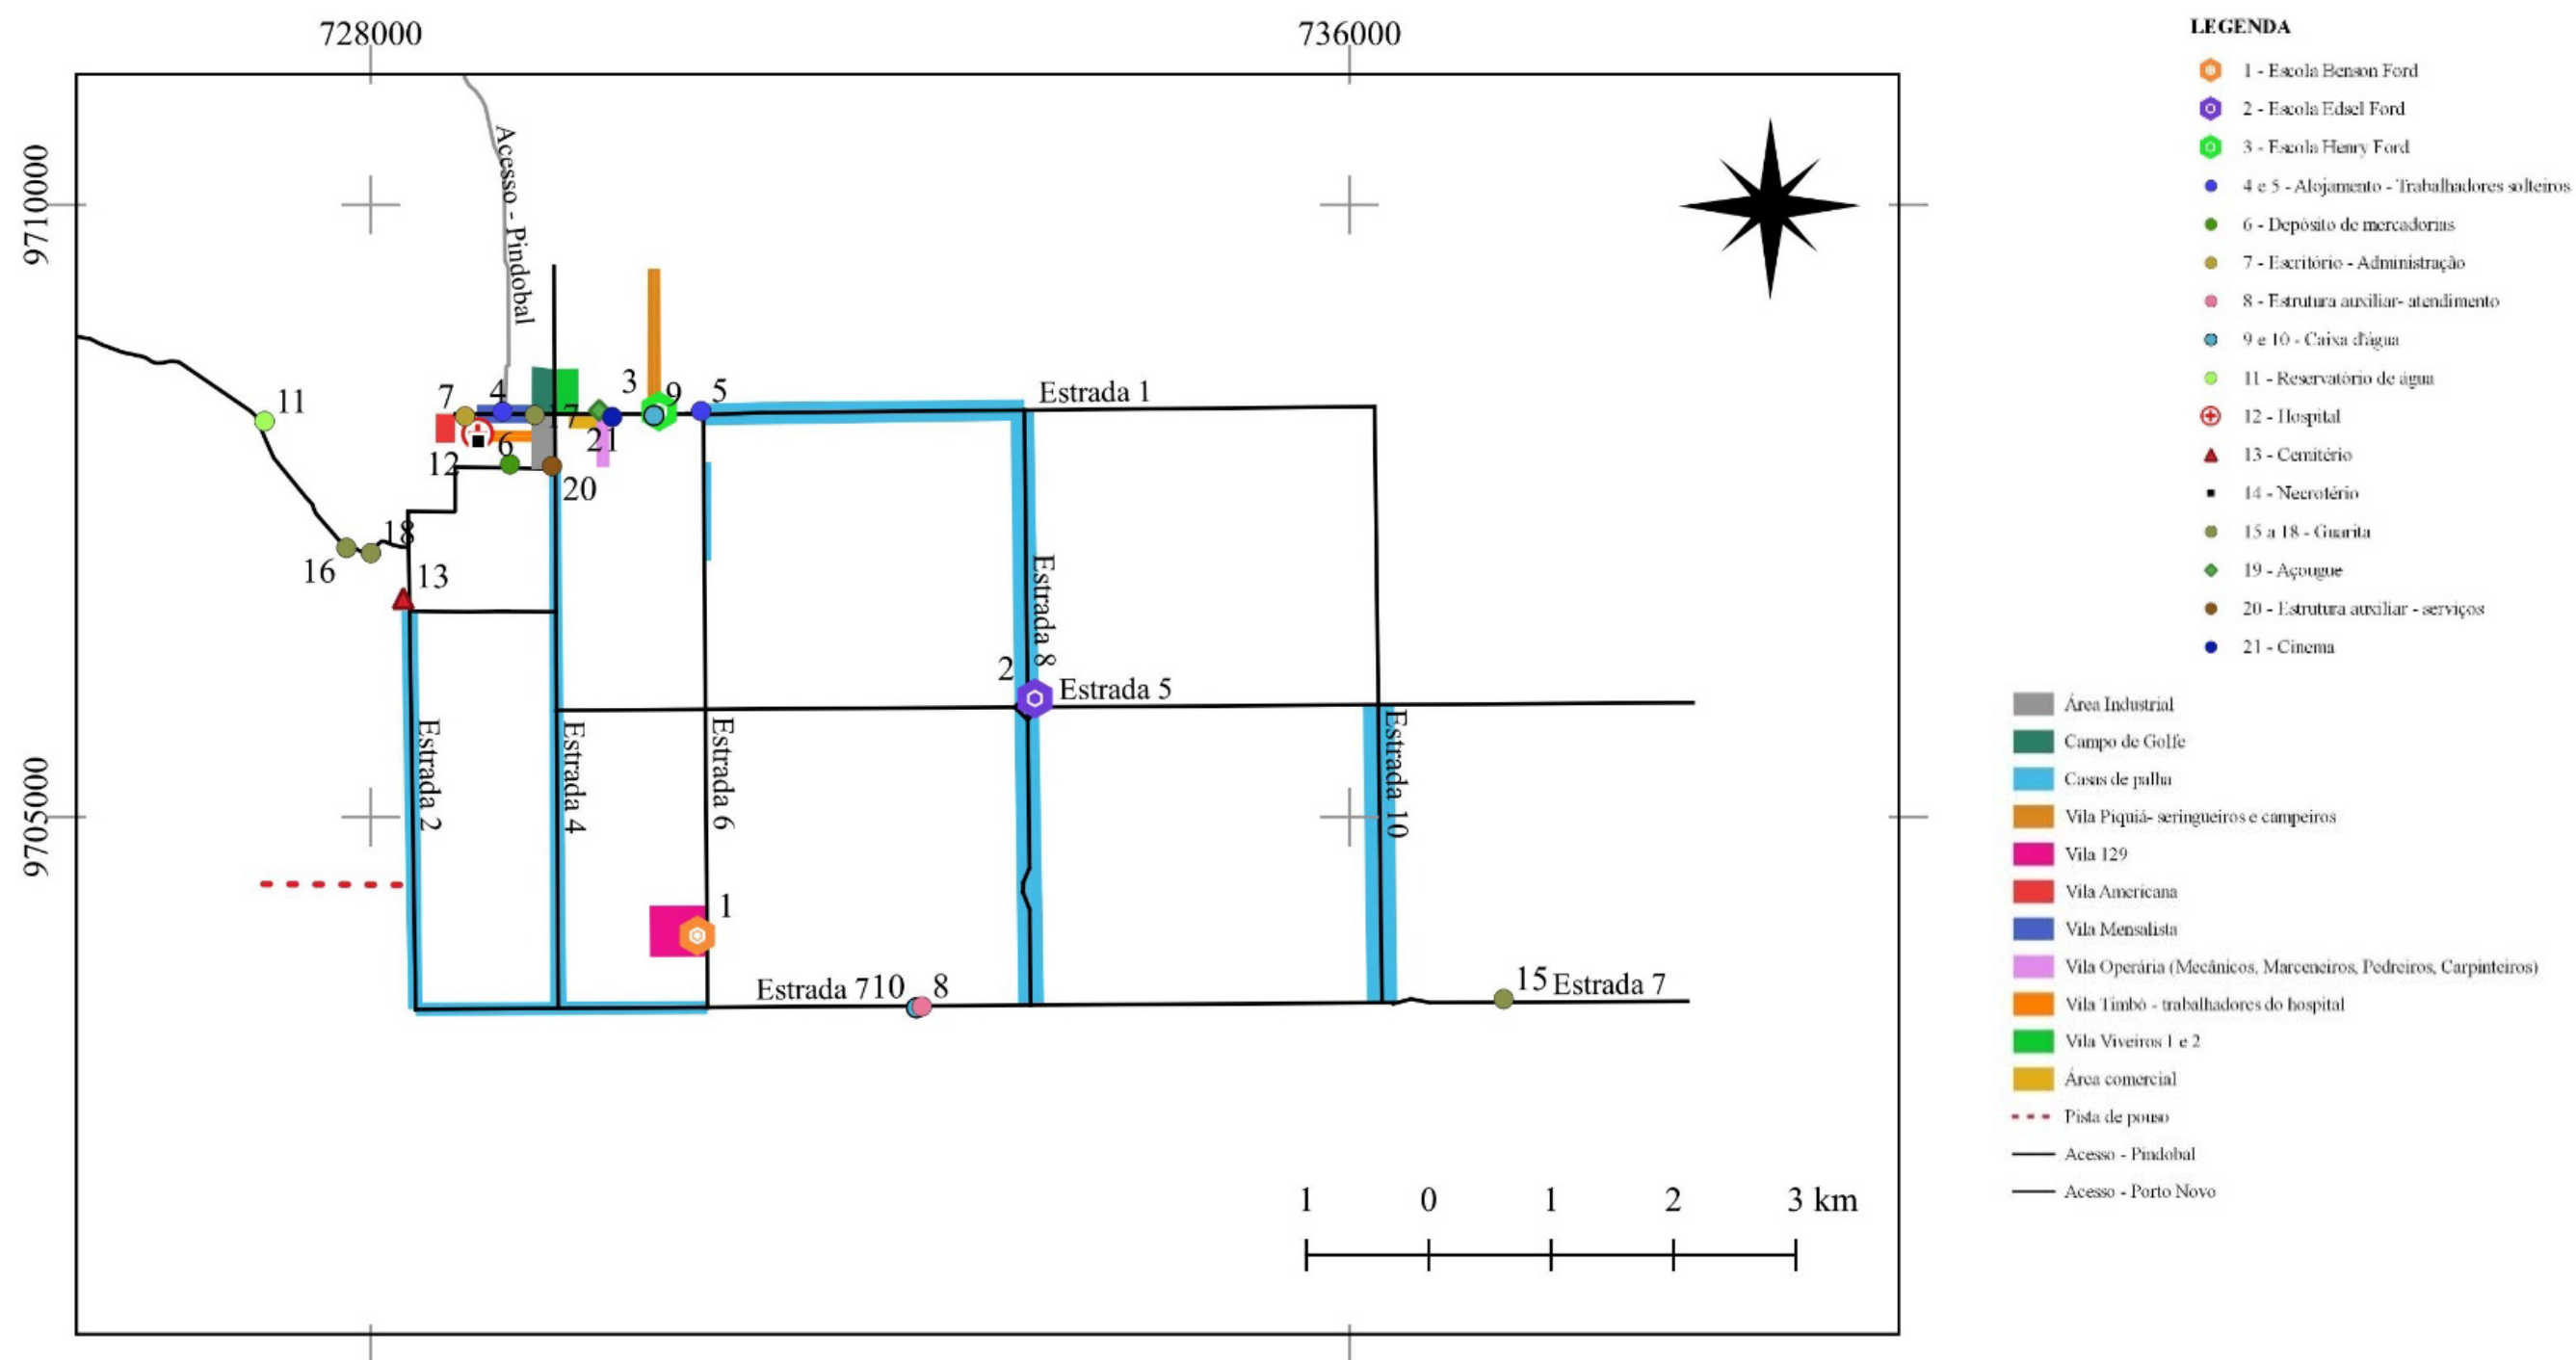 728000
736000
9710000
9705000
Acesso - Pindobal
11
7
4
3
9
5
Estrada 1
17
21
6
12
20
18
16
13
Estrada 8
2
Estrada 5
Estrada 2
Estrada 4
Estrada 6
Estrada 10
1
Estrada 7
10
8
15
Estrada 7
1 0 1 2 3 km
LEGENDA
1 - Escola Benson Ford
2 - Escola Edsel Ford
3 - Escola Henry Ford
4 e 5 - Alojamento - Trabalhadores solteiros
6 - Depósito de mercadorias
7 - Escritório - Administração
8 - Estrutura auxiliar- atendimento
9 e 10 - Caixa d'água
11 - Reservatório de água
12 - Hospital
13 - Cemitério
14 - Necrotério
15 a 18 - Guarita
19 - Açougue
20 - Estrutura auxiliar - serviços
21 - Cinema
Área Industrial
Campo de Golfe
Casas de palha
Vila Piquiá- seringueiros e campeiros
Vila 129
Vila Americana
Vila Mensalista
Vila Operária (Mecânicos, Marceneiros, Pedreiros, Carpinteiros)
Vila Timbó - trabalhadores do hospital
Vila Viveiros 1 e 2
Área comercial
Pista de pouso
Acesso - Pindobal
Acesso - Porto Novo